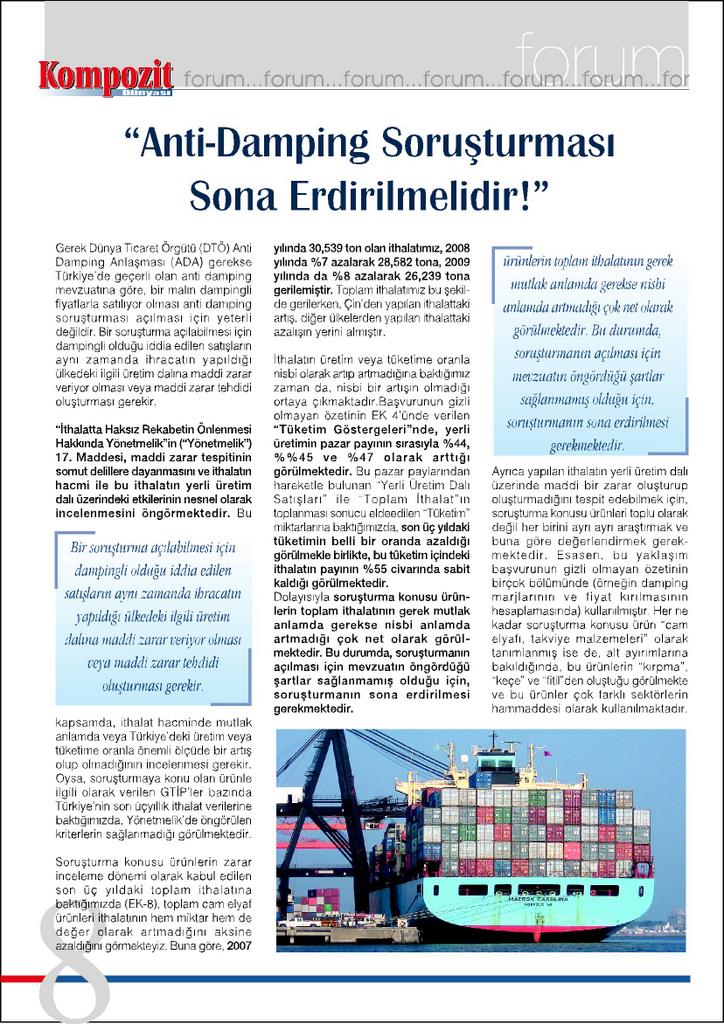 forum
Kompozit
Dünyası
forum...forum...forum...forum...forum...forum...for
“Anti-Damping Soruşturması
Sona Erdirilmelidir!”
Gerek Dünya Ticaret Örgütü (DTÖ) Anti
Damping Anlaşması (ADA) gerekse
Türkiye’de geçerli olan anti damping
mevzuatına göre, bir malın dampingli
fiyatlarla satılıyor olması anti damping
soruşturması açılması için yeterli
değildir. Bir soruşturma açılabilmesi için
dampingli olduğu iddia edilen satışların
aynı zamanda ihracatın yapıldığı
ülkedeki ilgili üretim dalına maddi zarar
veriyor olması veya maddi zarar tehdidi
oluşturması gerekir.
“İthalatta Haksız Rekabetin Önlenmesi
Hakkında Yönetmelik”in (“Yönetmelik”)
17. Maddesi, maddi zarar tespitinin
somut delillere dayanmasını ve ithalatın
hacmi ile bu ithalatın yerli üretim
dalı üzerindeki etkilerinin nesnel olarak
incelenmesini öngörmektedir. Bu
Bir soruşturma açılabilmesi için
dampingli olduğu iddia edilen
satışların aynı zamanda ihracatın
yapıldığı ülkedeki ilgili üretim
dalına maddi zarar veriyor olması
veya maddi zarar tehdidi
oluşturması gerekir.
kapsamda, ithalat hacminde mutlak
anlamda veya Türkiye’deki üretim veya
tüketime oranla önemli ölçüde bir artış
olup olmadığının incelenmesi gerekir.
Oysa, soruşturmaya konu olan ürünle
ilgili olarak verilen GTİP’ler bazında
Türkiye’nin son üçyıllık ithalat verilerine
baktığımızda, Yönetmelik’de öngörülen
kriterlerin sağlanmadığı görülmektedir.
Soruşturma konusu ürünlerin zarar
inceleme dönemi olarak kabul edilen
son üç yıldaki toplam ithalatına
baktığımızda (EK-8), toplam cam elyaf
ürünleri ithalatının hem miktar hem de
değer olarak artmadığını aksine
azaldığını görmekteyiz. Buna göre, 2007
yılında 30,539 ton olan ithalatımız, 2008
yılında %7 azalarak 28,582 tona, 2009
yılında da %8 azalarak 26,239 tona
gerilemiştir. Toplam ithalatımız bu şekil-
de gerilerken, Çin’den yapılan ithalattaki
artış, diğer ülkelerden yapılan ithalattaki
azalışın yerini almıştır.
İthalatın üretim veya tüketime oranla
nisbi olarak artıp artmadığına baktığımız
zaman da, nisbi bir artışın olmadığı
ortaya çıkmaktadır.Başvurunun gizli
olmayan özetinin EK 4’ünde verilen
“Tüketim Göstergeleri”nde, yerli
üretimin pazar payının sırasıyla %44,
%%45 ve %47 olarak arttığı
görülmektedir. Bu pazar paylarından
hareketle bulunan “Yerli Üretim Dalı
Satışları” ile “Toplam İthalat”ın
toplanması sonucu eldeedilen “Tüketim”
miktarlarına baktığımızda, son üç yıldaki
tüketimin belli bir oranda azaldığı
görülmekle birlikte, bu tüketim içindeki
ithalatın payının %55 civarında sabit
kaldığı görülmektedir.
Dolayısıyla soruşturma konusu ürün-
lerin toplam ithalatının gerek mutlak
anlamda gerekse nisbi anlamda
artmadığı çok net olarak görül-
mektedir. Bu durumda, soruşturmanın
açılması için mevzuatın öngördüğü
şartlar sağlanmamış olduğu için,
soruşturmanın sona erdirilmesi
gerekmektedir.
ürünlerin toplam ithalatının gerek
mutlak anlamda gerekse nisbi
anlamda artmadığı çok net olarak
görülmektedir. Bu durumda,
soruşturmanın açılması için
mevzuatın öngördüğü şartlar
sağlanmamış olduğu için,
soruşturmanın sona erdirilmesi
gerekmektedir.
Ayrıca yapılan ithalatın yerli üretim dalı
üzerinde maddi bir zarar oluşturup
oluşturmadığını tespit edebilmek için,
soruşturma konusu ürünleri toplu olarak
değil her birini ayrı ayrı araştırmak ve
buna göre değerlendirmek gerek-
mektedir. Esasen, bu yaklaşım
başvurunun gizli olmayan özetinin
birçok bölümünde (örneğin damping
marjlarının ve fiyat kırılmasının
hesaplamasında) kullanılmıştır. Her ne
kadar soruşturma konusu ürün “cam
elyafı, takviye malzemeleri” olarak
tanımlanmış ise de, alt ayırımlarına
bakıldığında, bu ürünlerin “kırpma”,
“keçe” ve “fitil”den oluştuğu görülmekte
ve bu ürünler çok farklı sektörlerin
hammaddesi olarak kullanılmaktadır.
MAERSK CAROLINA
8